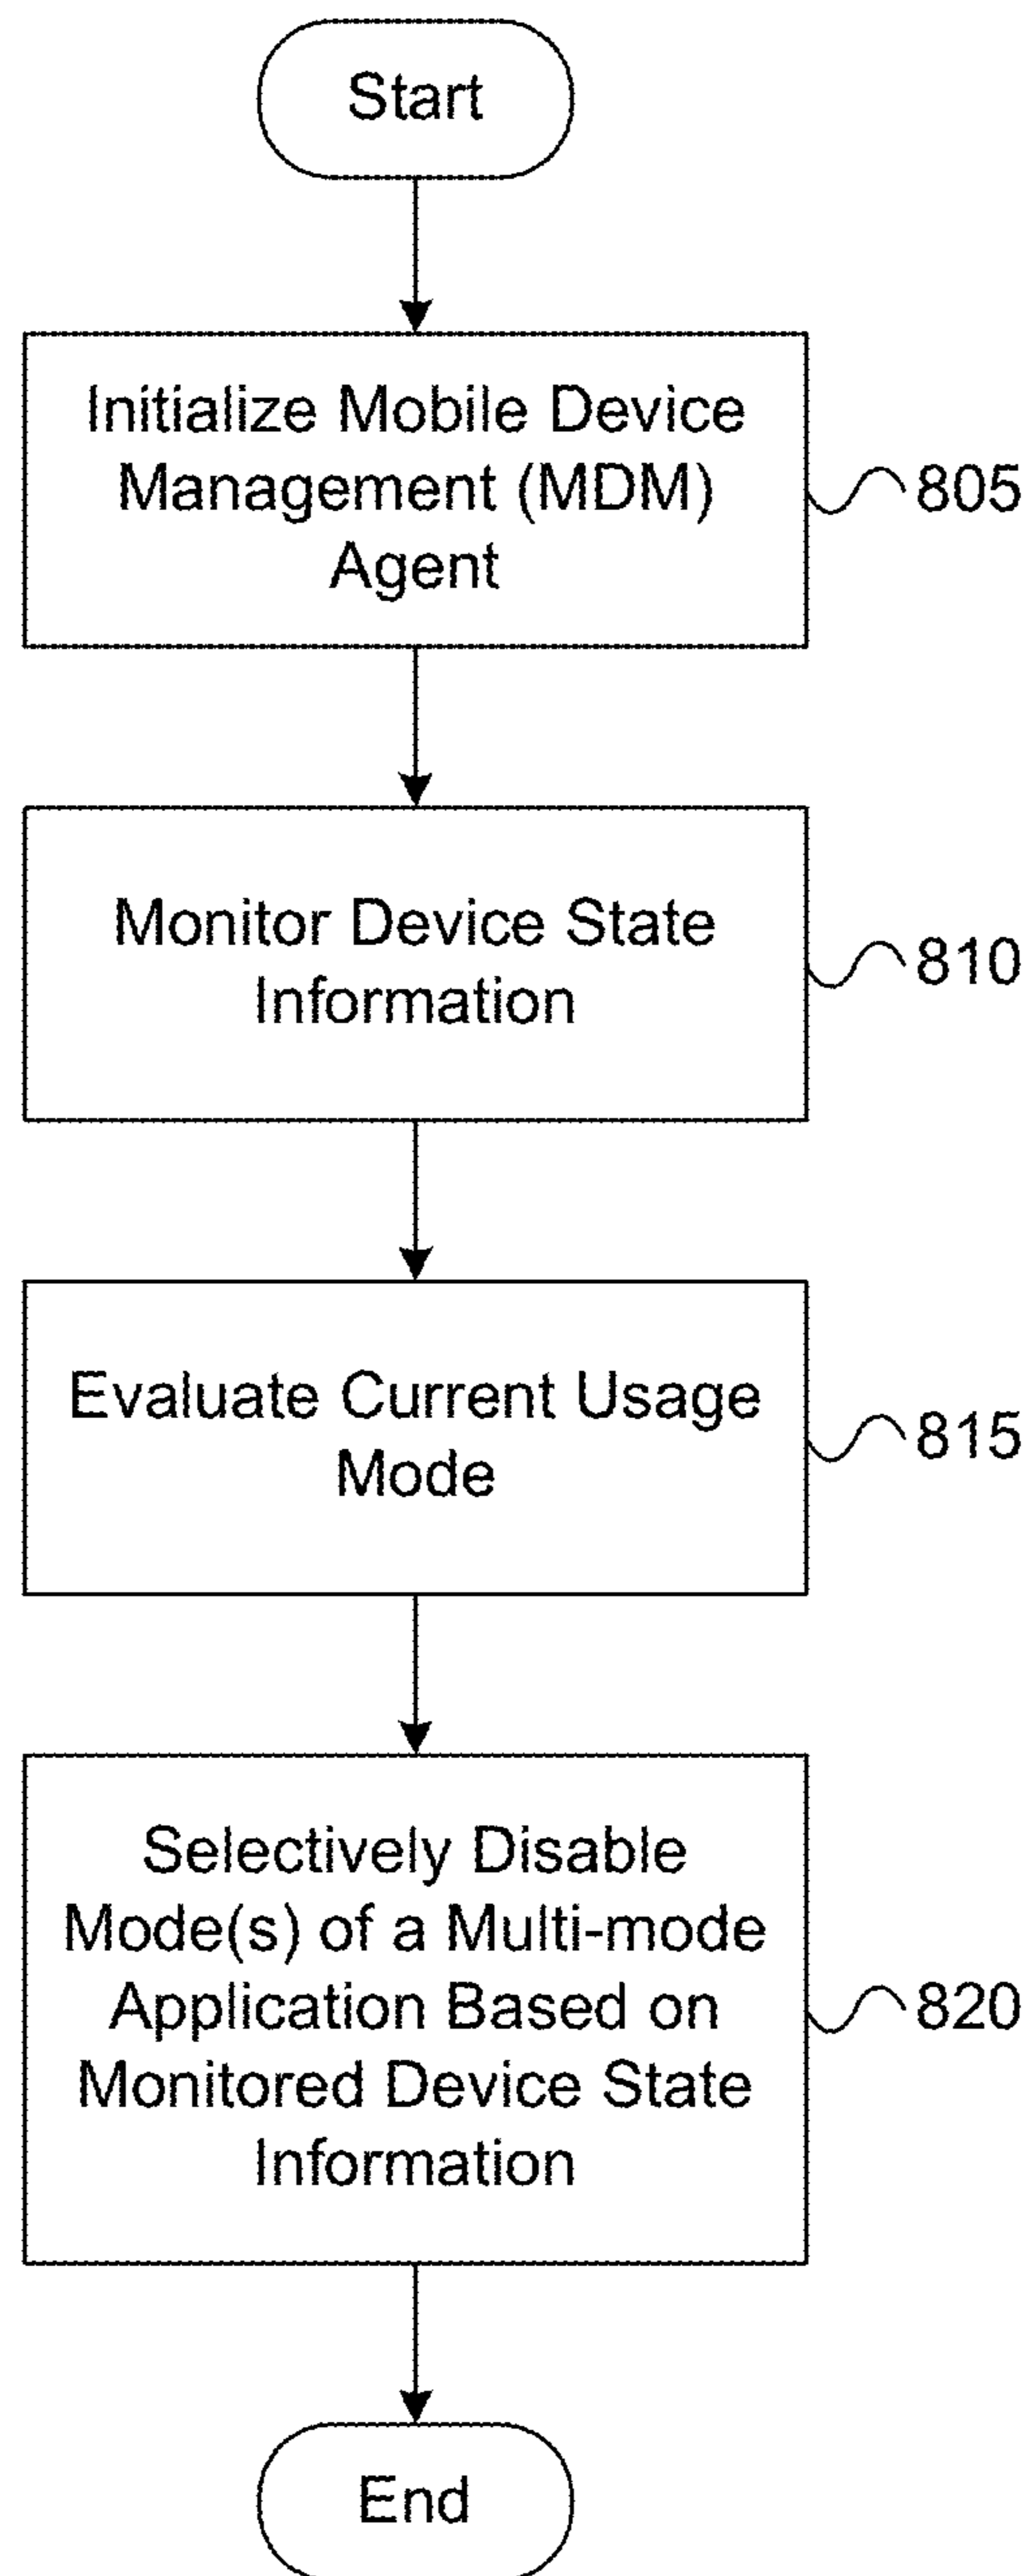 Start
Initialize Mobile Device
Management (MDM)
Agent
805
Monitor Device State
Information
810
Evaluate Current Usage
Mode
815
Selectively Disable
Mode(s) of a Multi-mode
Application Based on
Monitored Device State
Information
820
End